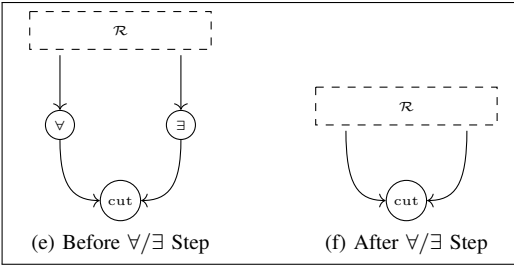 𝓡
∀
∃
cut
(e) Before ∀/∃ Step
𝓡
cut
(f) After ∀/∃ Step